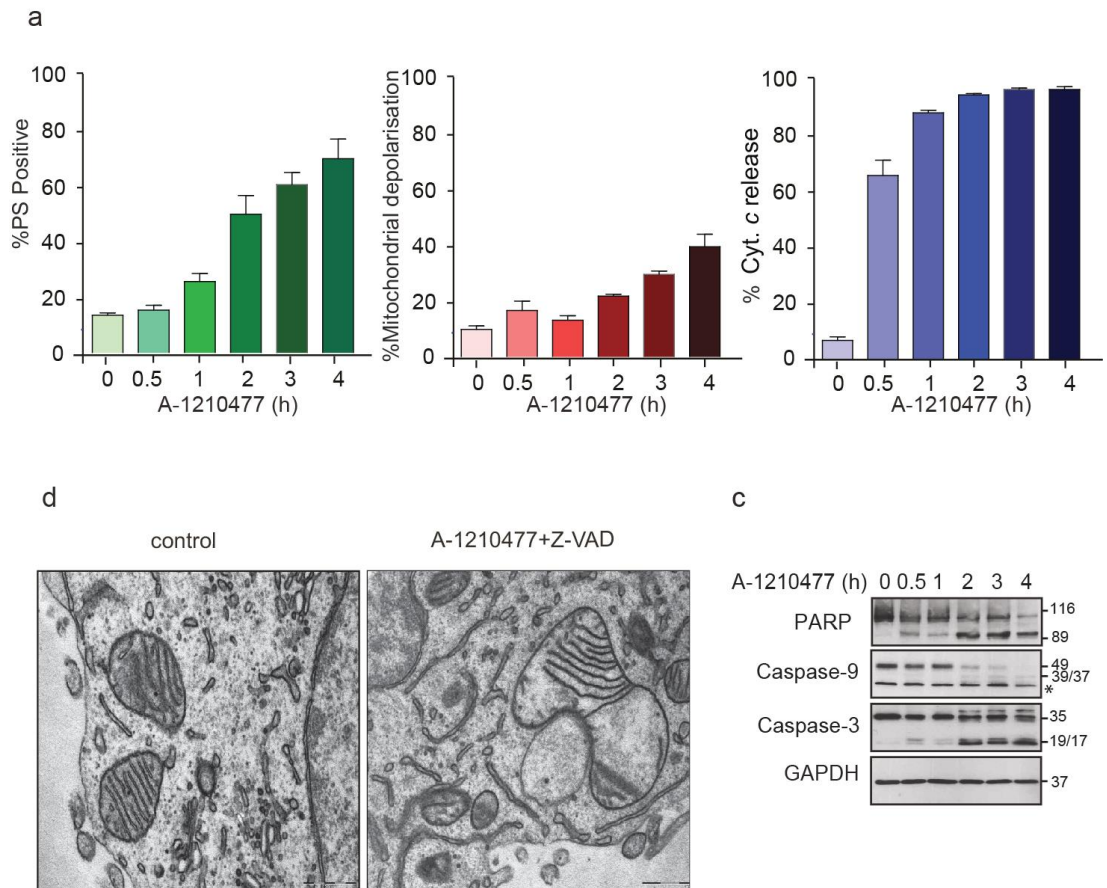 a
100
80
60
40
20
0
%PS Positive
0 0.5 1 2 3 4
A-1210477 (h)
100
80
60
40
20
0
%Mitochondrial depolarisation
0 0.5 1 2 3 4
A-1210477 (h)
100
80
60
40
20
0
% Cyt. c release
0 0.5 1 2 3 4
A-1210477 (h)
d
control
A-1210477+Z-VAD
c
A-1210477 (h) 0 0.5 1 2 3 4
PARP
116
89
Caspase-9
49
39/37
*
Caspase-3
35
19/17
GAPDH
37